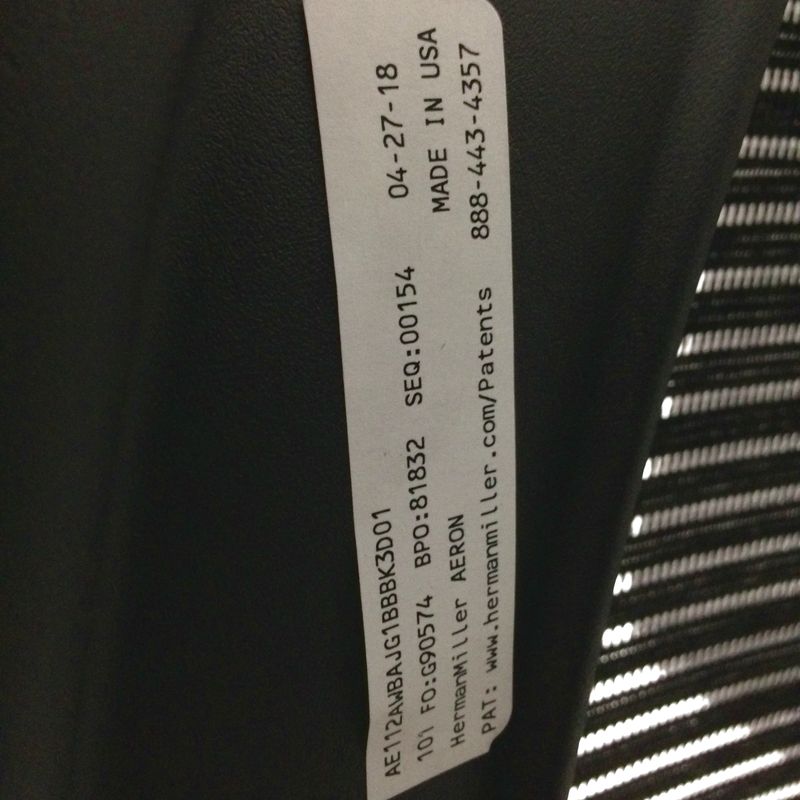 AE112AWBAJG1BBBK3D01 04-27-18
101 FO:G90574 BPO:81832 SEQ:00154 MADE IN USA
HermanMiller AERON 888-443-4357
PAT: www.hermanmiller.com/Patents